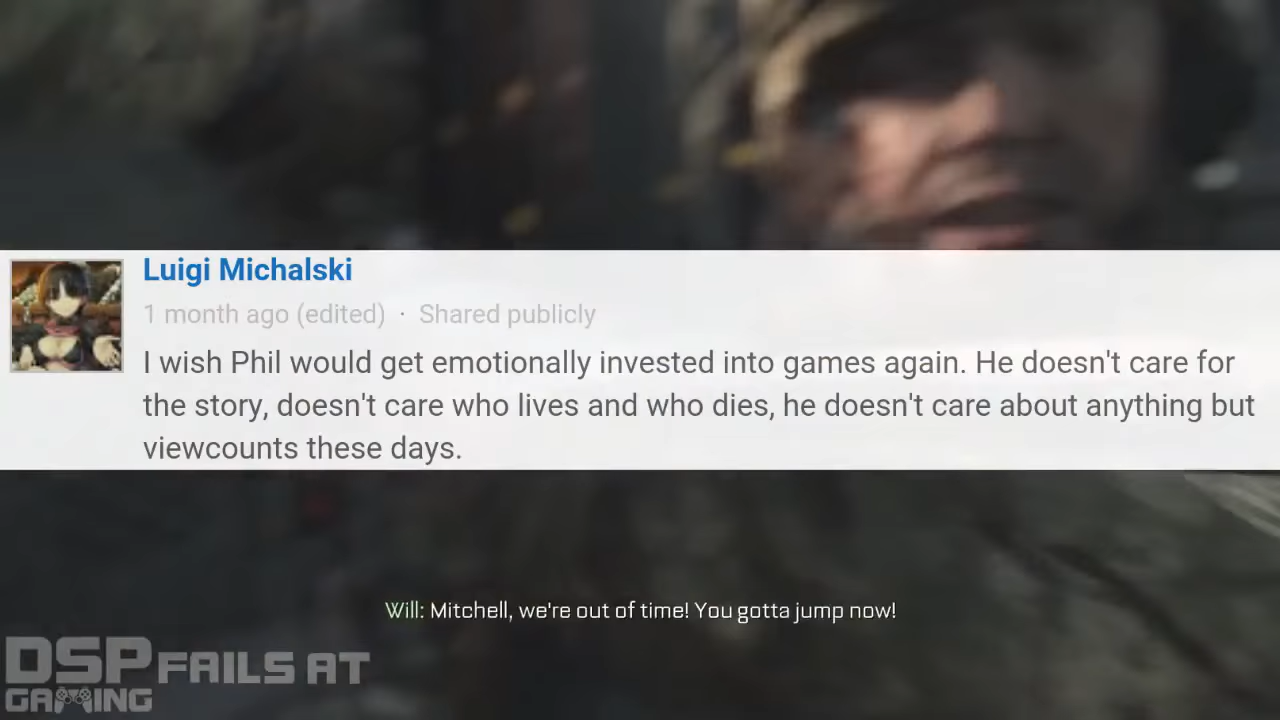 Luigi Michalski
1 month ago (edited) · Shared publicly
I wish Phil would get emotionally invested into games again. He doesn't care for
the story, doesn't care who lives and who dies, he doesn't care about anything but
viewcounts these days.
Will: Mitchell, we're out of time! You gotta jump now!
DSP FAILS AT
GAMING